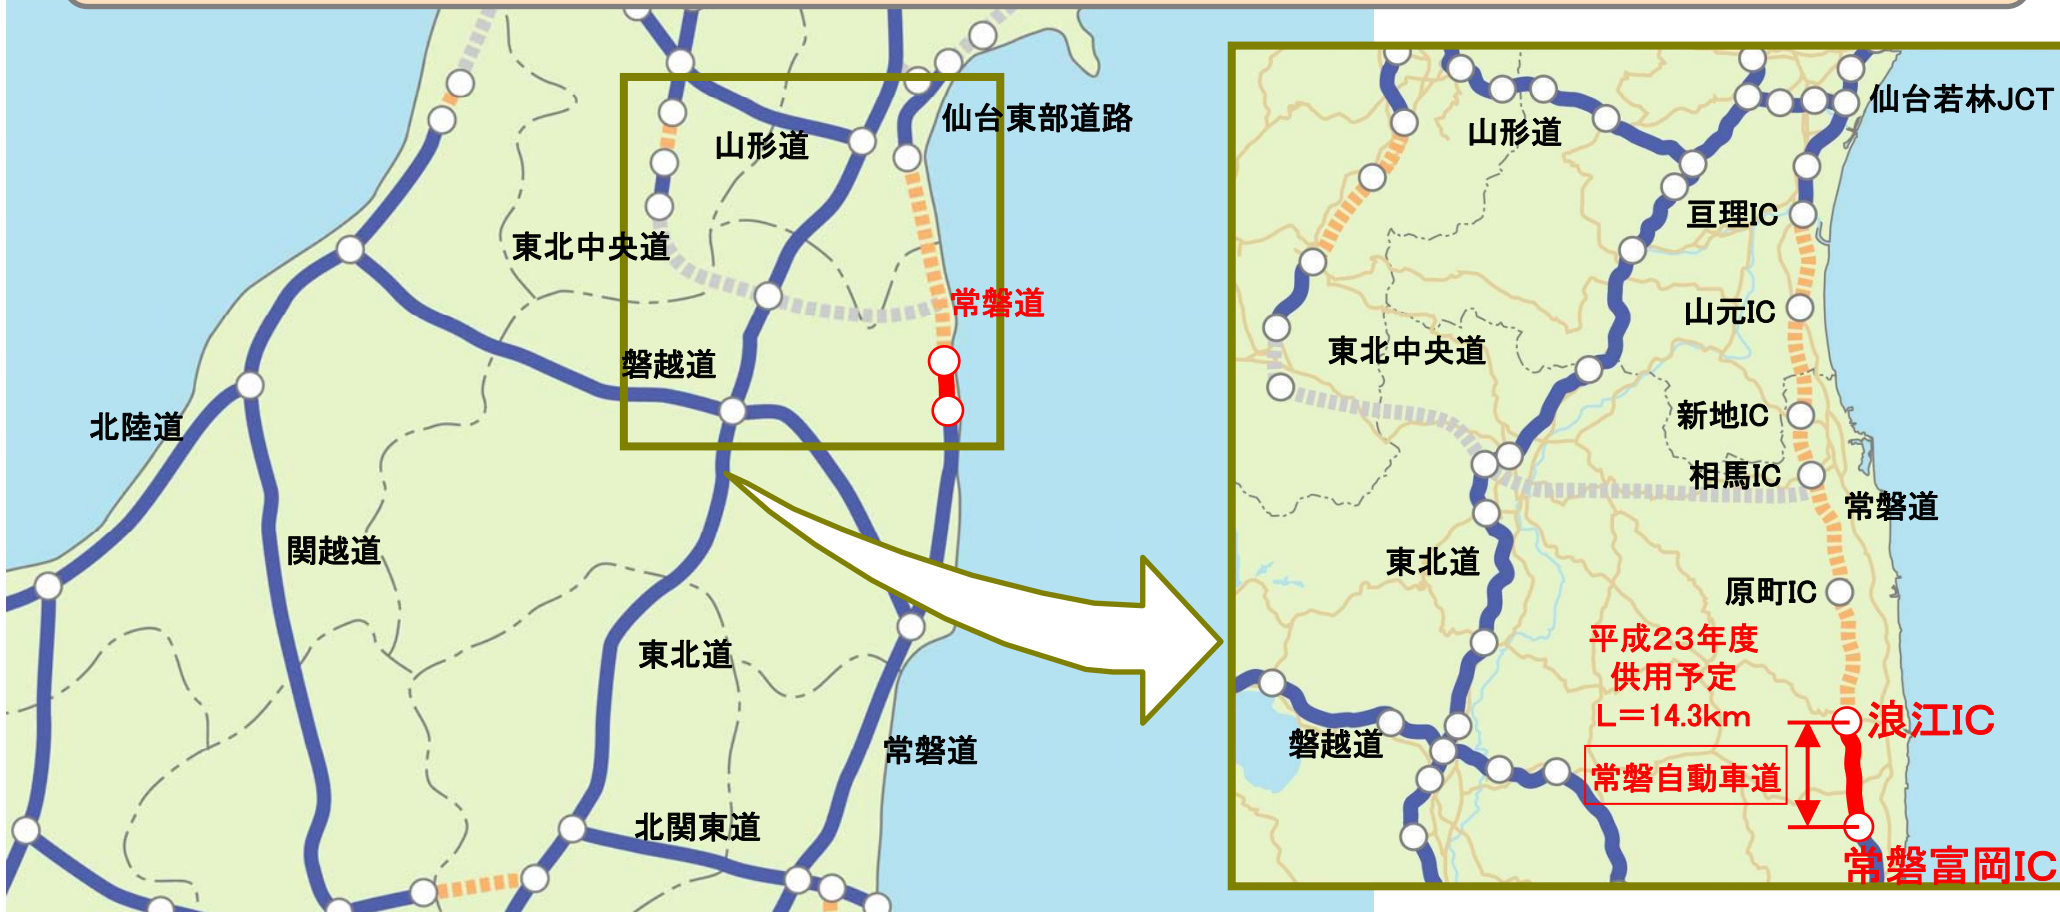 仙台東部道路
山形道
東北中央道
常磐道
磐越道
北陸道
関越道
東北道
常磐道
北関東道
仙台若林JCT
山形道
亘理IC
山元IC
東北中央道
新地IC
相馬IC
常磐道
東北道
原町IC
平成23年度
供用予定
L=14.3km
浪江IC
磐越道
常磐自動車道
常磐富岡IC